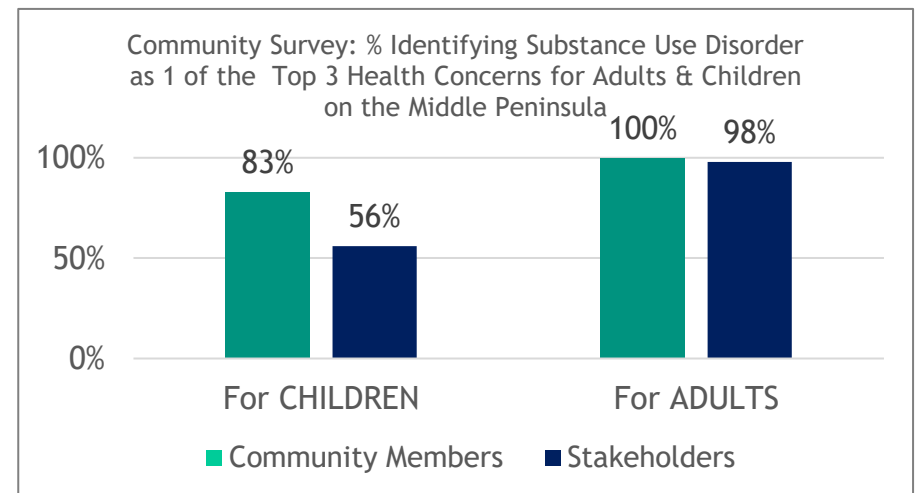 Community Survey: % Identifying Substance Use Disorder
as 1 of the Top 3 Health Concerns for Adults & Children
on the Middle Peninsula
100%
50%
0%
83%
56%
100%
98%
For CHILDREN
For ADULTS
Community Members
Stakeholders